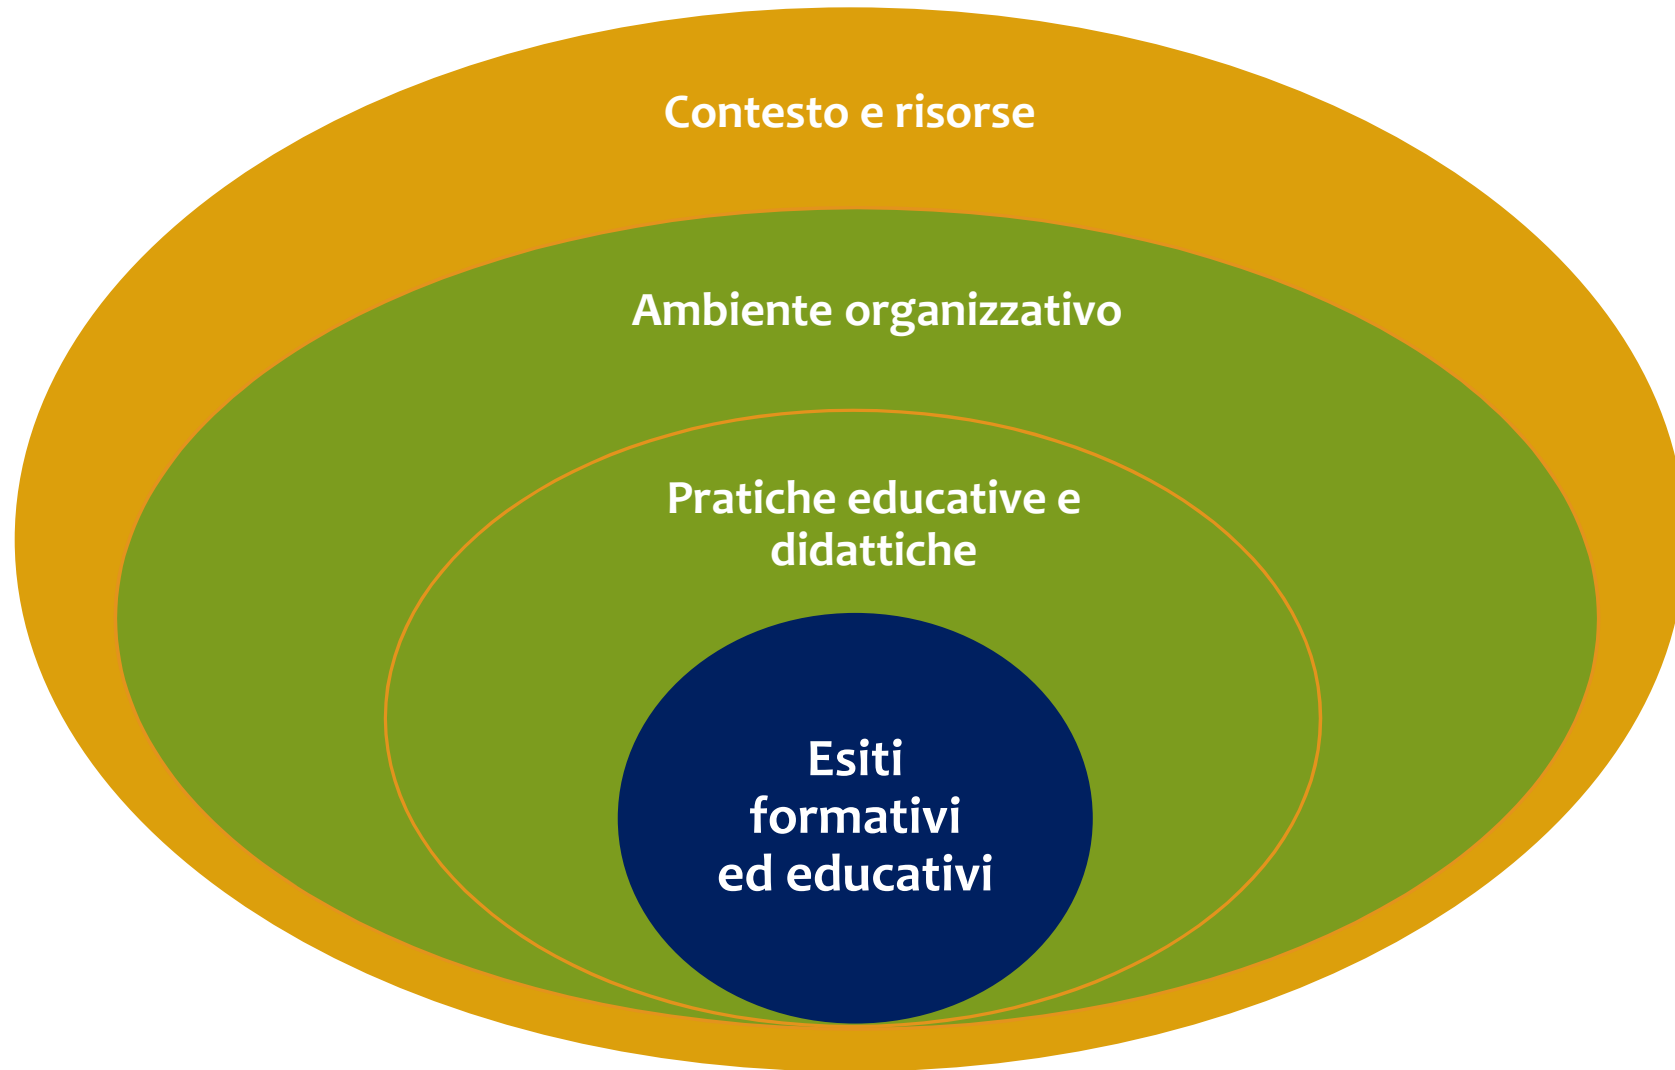 Contesto e risorse
Ambiente organizzativo
Pratiche educative e
didattiche
Esiti
formativi
ed educativi